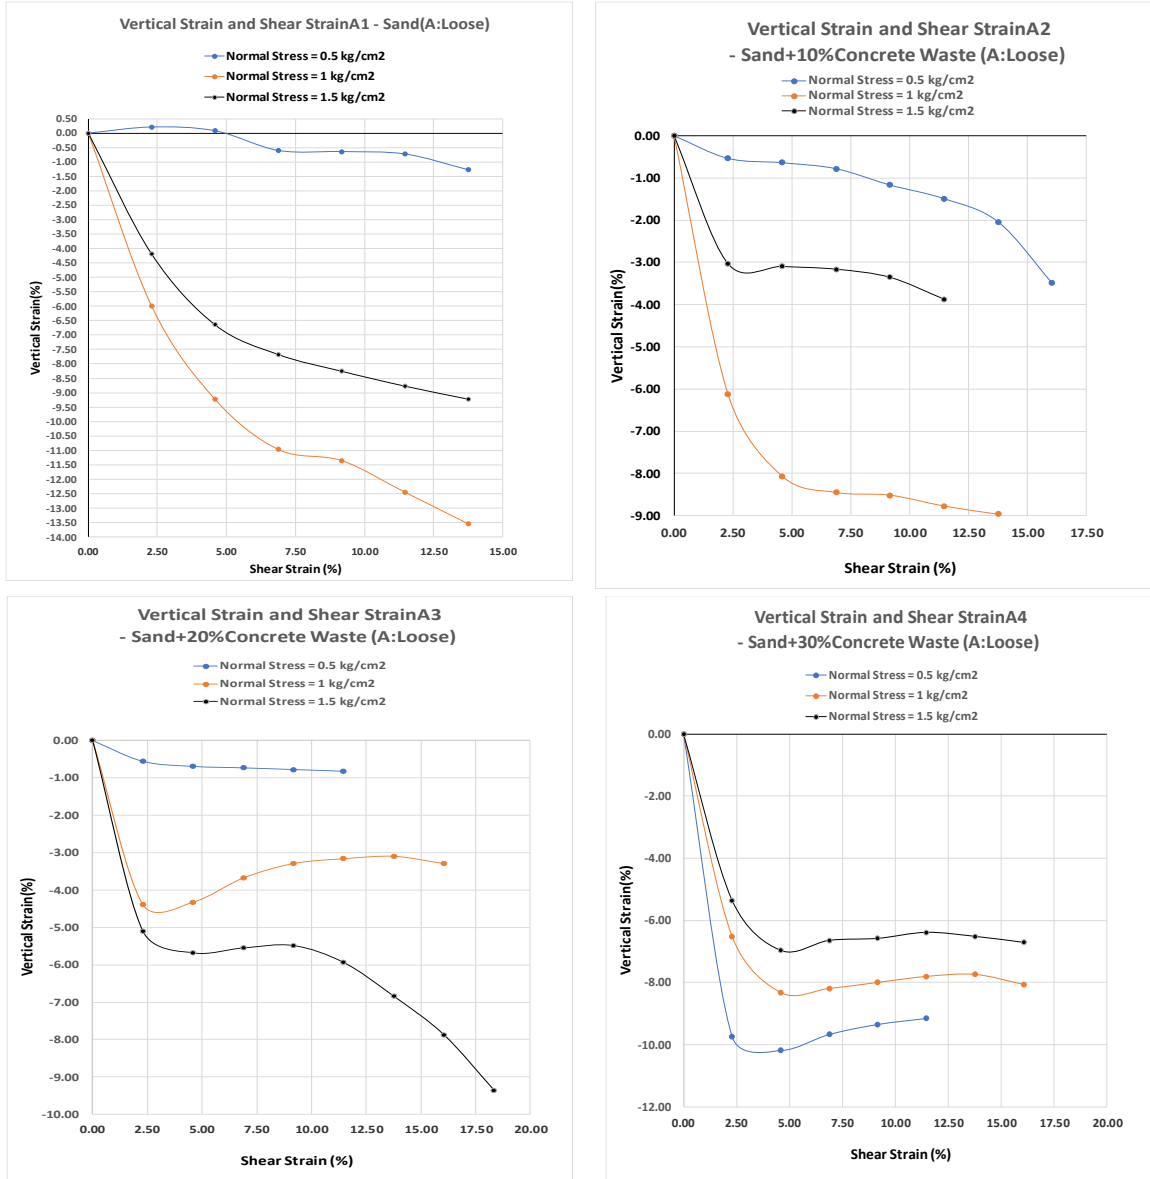 Vertical Strain and Shear StrainA1 - Sand(A:Loose)
Normal Stress = 0.5 kg/cm2
Normal Stress = 1 kg/cm2
Normal Stress = 1.5 kg/cm2
0.50
0.00
-0.50
-1.00
-1.50
-2.00
-2.50
-3.00
-3.50
-4.00
-4.50
-5.00
-5.50
-6.00
-6.50
-7.00
-7.50
-8.00
-8.50
-9.00
-9.50
-10.00
-10.50
-11.00
-11.50
-12.00
-12.50
-13.00
-13.50
-14.00
Vertical Strain(%)
0.00 2.50 5.00 7.50 10.00 12.50 15.00
Shear Strain (%)
Vertical Strain and Shear StrainA2
- Sand+10%Concrete Waste (A:Loose)
Normal Stress = 0.5 kg/cm2
Normal Stress = 1 kg/cm2
Normal Stress = 1.5 kg/cm2
0.00
-1.00
-2.00
-3.00
-4.00
-5.00
-6.00
-7.00
-8.00
-9.00
Vertical Strain(%)
0.00 2.50 5.00 7.50 10.00 12.50 15.00 17.50
Shear Strain (%)
Vertical Strain and Shear StrainA3
- Sand+20%Concrete Waste (A:Loose)
Normal Stress = 0.5 kg/cm2
Normal Stress = 1 kg/cm2
Normal Stress = 1.5 kg/cm2
0.00
-1.00
-2.00
-3.00
-4.00
-5.00
-6.00
-7.00
-8.00
-9.00
-10.00
Vertical Strain(%)
0.00 2.50 5.00 7.50 10.00 12.50 15.00 17.50 20.00
Shear Strain (%)
Vertical Strain and Shear StrainA4
- Sand+30%Concrete Waste (A:Loose)
Normal Stress = 0.5 kg/cm2
Normal Stress = 1 kg/cm2
Normal Stress = 1.5 kg/cm2
0.00
-2.00
-4.00
-6.00
-8.00
-10.00
-12.00
Vertical Strain(%)
0.00 2.50 5.00 7.50 10.00 12.50 15.00 17.50 20.00
Shear Strain (%)